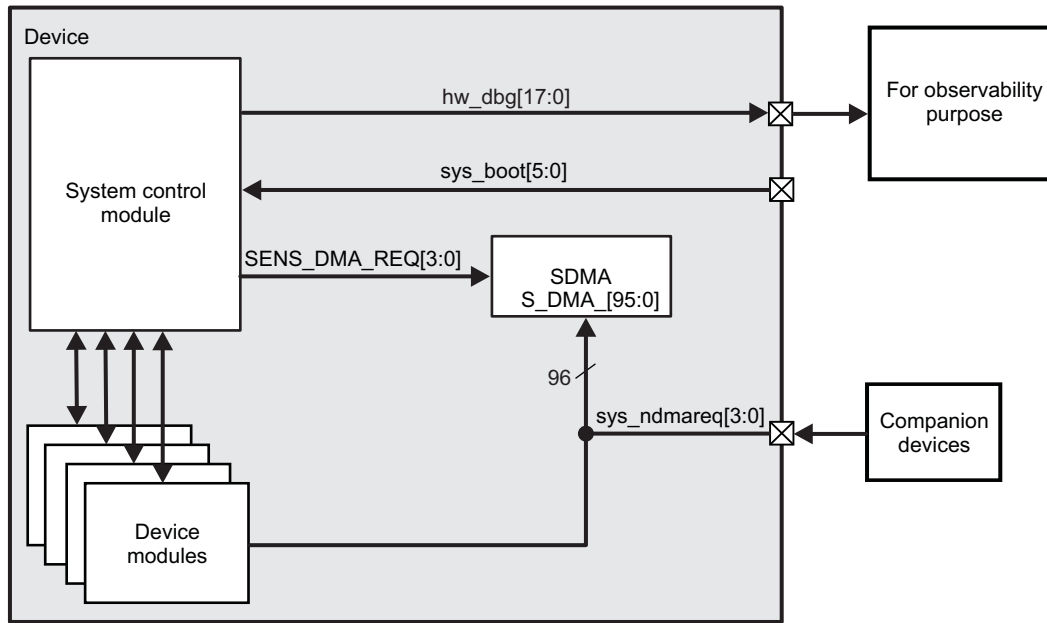 Device
hw_dbg[17:0]
For observability
purpose
System control
module
sys_boot[5:0]
SENS_DMA_REQ[3:0]
SDMA
S_DMA_[95:0]
96
sys_ndmareq[3:0]
Companion
devices
Device
modules